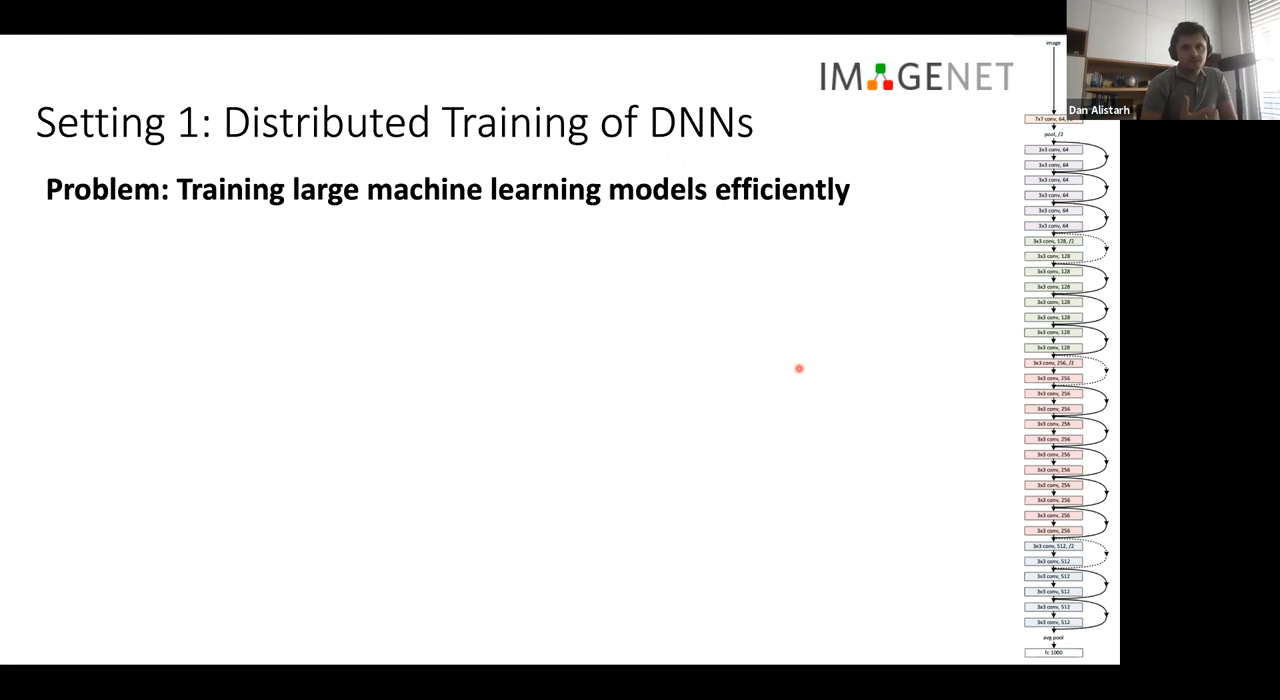 image
IMAGENET
Dan Alistarh
Setting 1: Distributed Training of DNNs
7x7 conv, 64,
pool, /2
Problem: Training large machine learning models efficiently
3x3 conv, 64
3x3 conv, 64
3x3 conv, 64
3x3 conv, 64
3x3 conv, 64
3x3 conv, 64
3x3 conv, 128, /2
3x3 conv, 128
3x3 conv, 128
3x3 conv, 128
3x3 conv, 128
3x3 conv, 128
3x3 conv, 128
3x3 conv, 128
3x3 conv, 256, /2
3x3 conv, 256
3x3 conv, 256
3x3 conv, 256
3x3 conv, 256
3x3 conv, 256
3x3 conv, 256
3x3 conv, 256
3x3 conv, 256
3x3 conv, 256
3x3 conv, 256
3x3 conv, 256
3x3 conv, 512, /2
3x3 conv, 512
3x3 conv, 512
3x3 conv, 512
3x3 conv, 512
3x3 conv, 512
avg pool
fc 1000